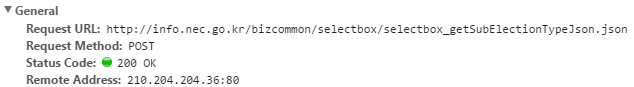 General
Request URL: http://info.nec.go.kr/bizcommon/selectbox/selectbox_getSubElectionTypeJson.json
Request Method: POST
Status Code: 200 OK
Remote Address: 210.204.204.36:80